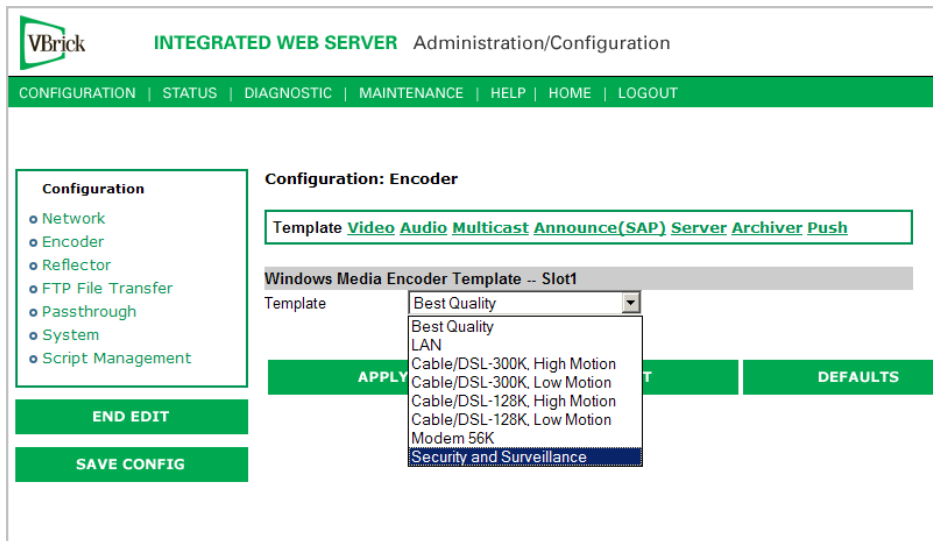 VBrick INTEGRATED WEB SERVER Administration/Configuration
CONFIGURATION | STATUS | DIAGNOSTIC | MAINTENANCE | HELP | HOME | LOGOUT
Configuration
Network
Encoder
Reflector
FTP File Transfer
Passthrough
System
Script Management
END EDIT
SAVE CONFIG
Configuration: Encoder
Template Video Audio Multicast Announce(SAP) Server Archiver Push
Windows Media Encoder Template -- Slot1
Template Best Quality
Best Quality
LAN
Cable/DSL-300K, High Motion
Cable/DSL-300K, Low Motion
Cable/DSL-128K, High Motion
Cable/DSL-128K, Low Motion
Modem 56K
Security and Surveillance
APPLY T DEFAULTS